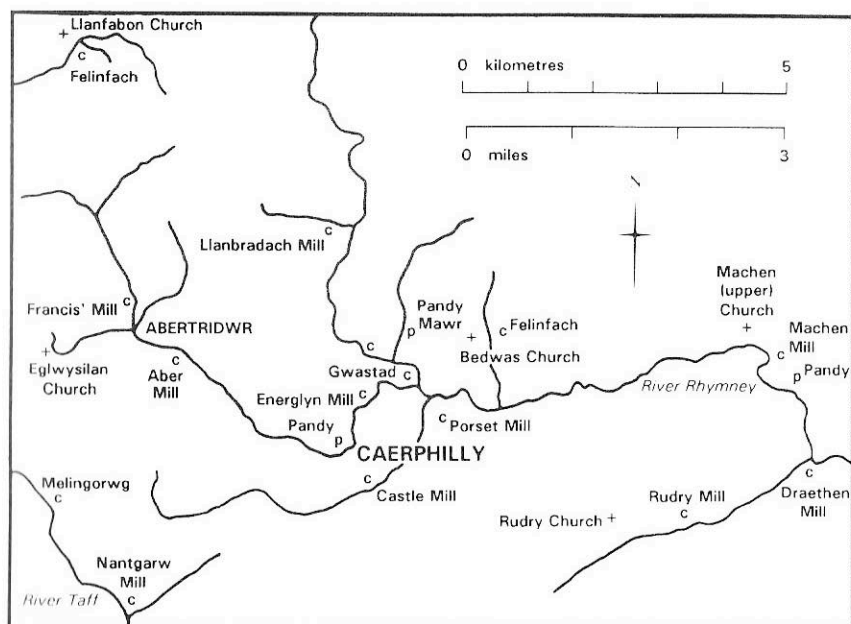 Llanfabon Church
c
Felinfach
0 kilometres 5
0 miles 3
N
c
Llanbradach Mill
Francis' Mill
c
ABERTRIDWR
Eglwysilan
Church
c
Aber
Mill
Pandy
Mawr
p
c
Felinfach
Bedwas Church
Machen
(upper)
Church
Machen
Mill
c
p
Pandy
River Rhymney
c
Gwastad
c
Energlyn Mill
c
Pandy
p
c
Porset Mill
CAERPHILLY
c
Castle Mill
Melingorwg
c
Rudry Church
Rudry Mill
c
c
Draethen
Mill
Nantgarw
Mill
c
River Taff